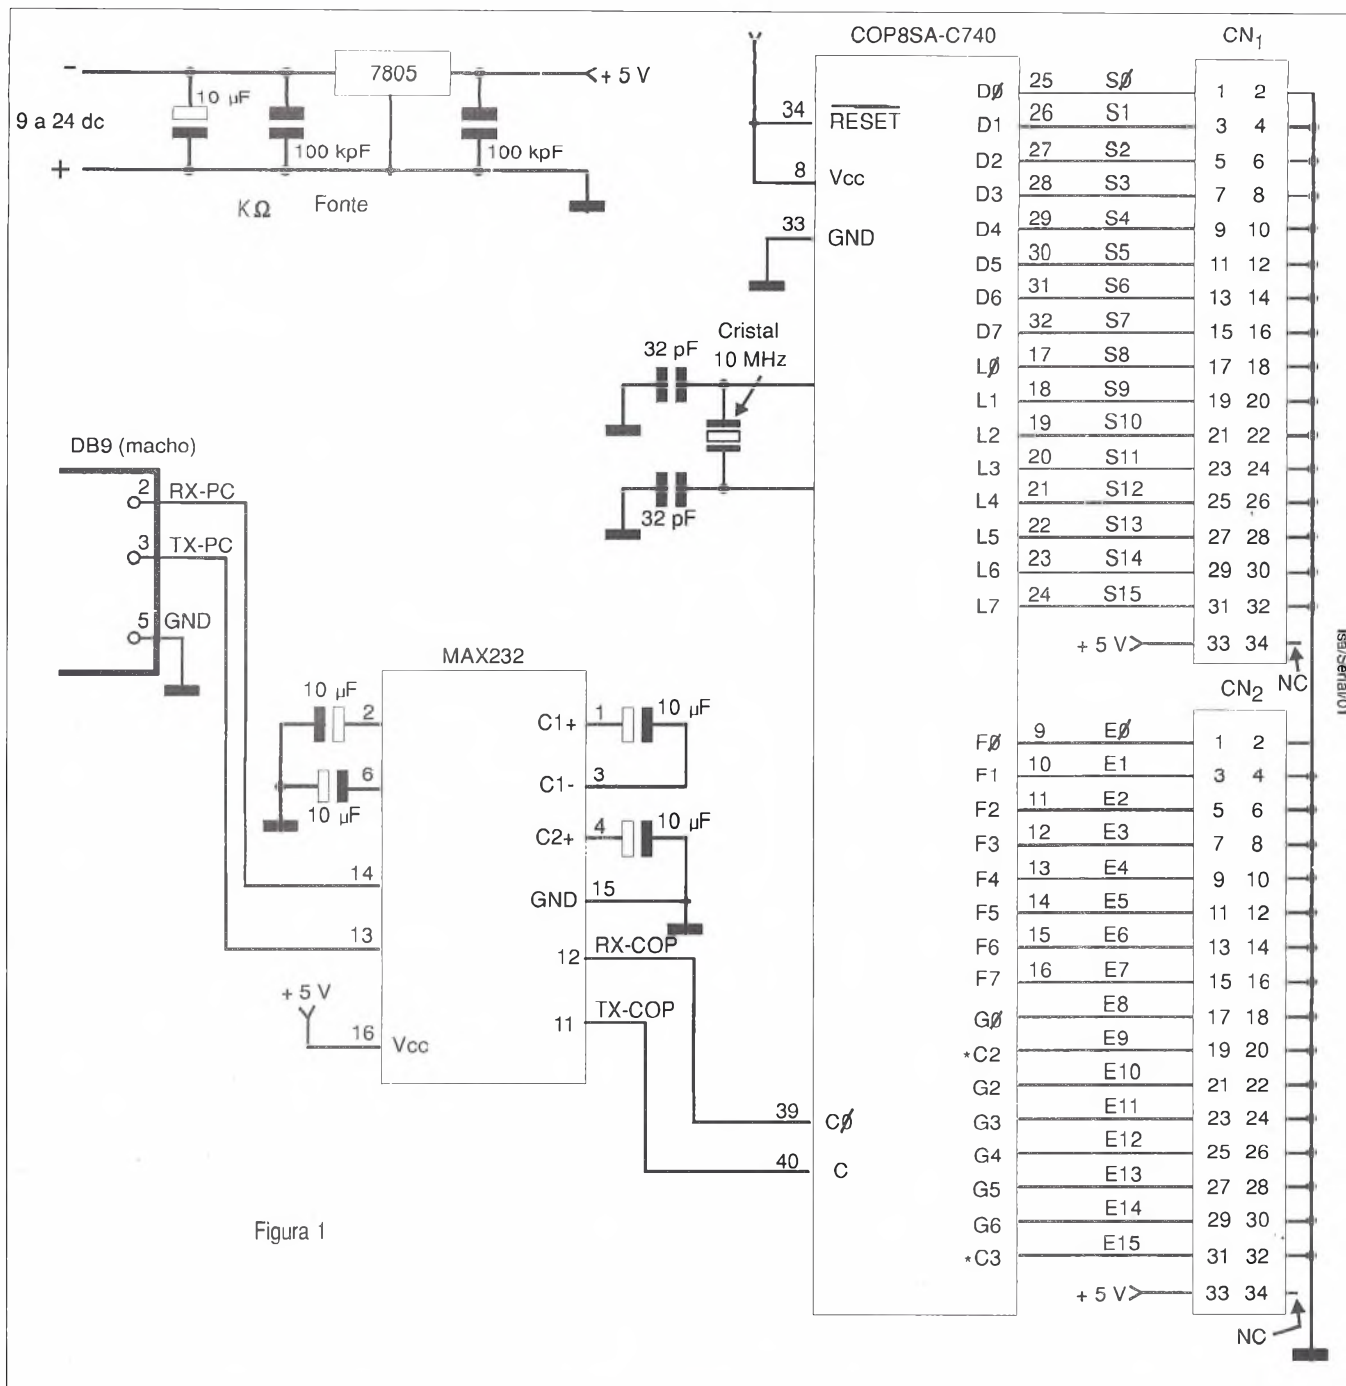 COP8SA-C740
CN1
-
7805
+ 5 V
10 µF
9 a 24 dc
100 kpF
100 kpF
+
KΩ
Fonte
34
RESET
8
Vcc
33
GND
32 pF
Cristal
10 MHz
32 pF
D0 25 S0 1 2
D1 26 S1 3 4
D2 27 S2 5 6
D3 28 S3 7 8
D4 29 S4 9 10
D5 30 S5 11 12
D6 31 S6 13 14
D7 32 S7 15 16
L0 17 S8 17 18
L1 18 S9 19 20
L2 19 S10 21 22
L3 20 S11 23 24
L4 21 S12 25 26
L5 22 S13 27 28
L6 23 S14 29 30
L7 24 S15 31 32
+ 5 V 33 34
NC
CN2
DB9 (macho)
2 RX-PC
3 TX-PC
5 GND
MAX232
10 µF
2
6
10 µF
14
13
+ 5 V
16 Vcc
C1+ 1 10 µF
C1- 3
C2+ 4 10 µF
GND 15
12 RX-COP
11 TX-COP
39 C0
40 C
F0 9 E0 1 2
F1 10 E1 3 4
F2 11 E2 5 6
F3 12 E3 7 8
F4 13 E4 9 10
F5 14 E5 11 12
F6 15 E6 13 14
F7 16 E7 15 16
G0 E8 17 18
*C2 E9 19 20
G2 E10 21 22
G3 E11 23 24
G4 E12 25 26
G5 E13 27 28
G6 E14 29 30
*C3 E15 31 32
+ 5 V 33 34
NC
Figura 1